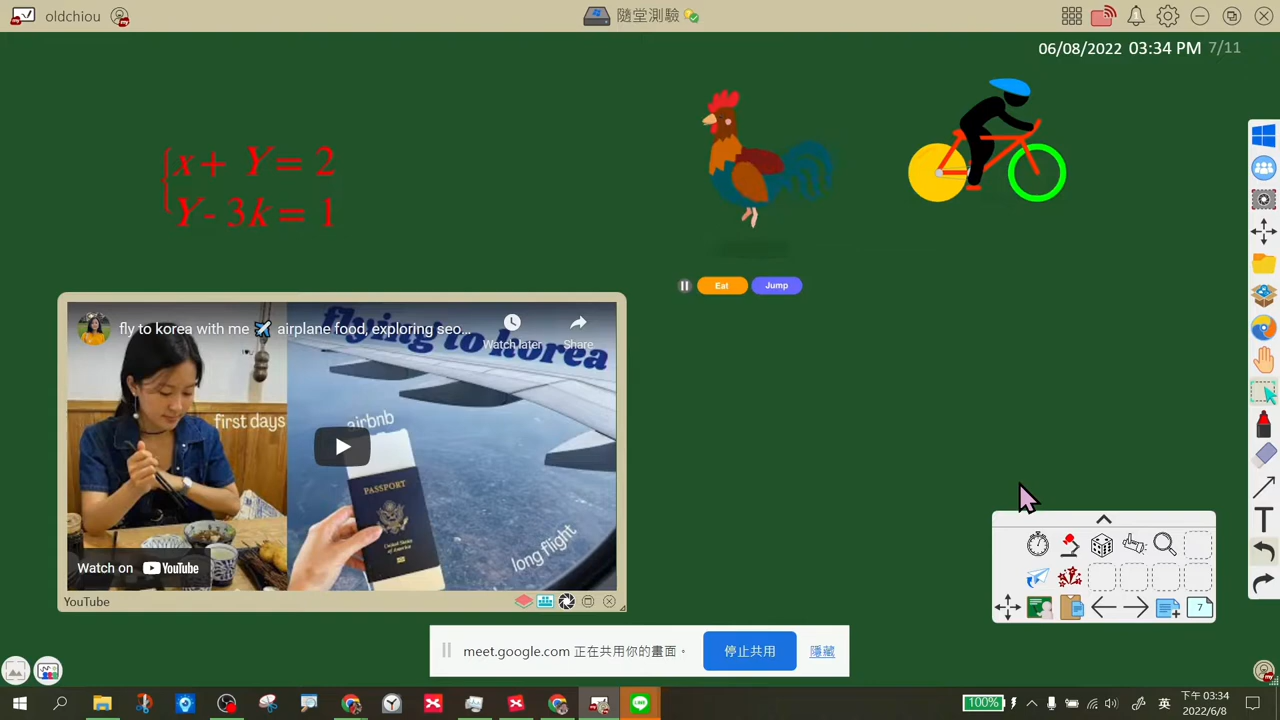 oldchiou
隨堂測驗
06/08/2022 03:34 PM 7/11
x + Y = 2
Y - 3k = 1
Eat
Jump
fly to korea with me ✈️ airplane food, exploring seo...
Watch later
Share
flying to korea
first days
airbnb
PASSPORT
long flight
Watch on YouTube
YouTube
7
meet.google.com 正在共用你的畫面。
停止共用
隱藏
100%
英
下午 03:34
2022/6/8